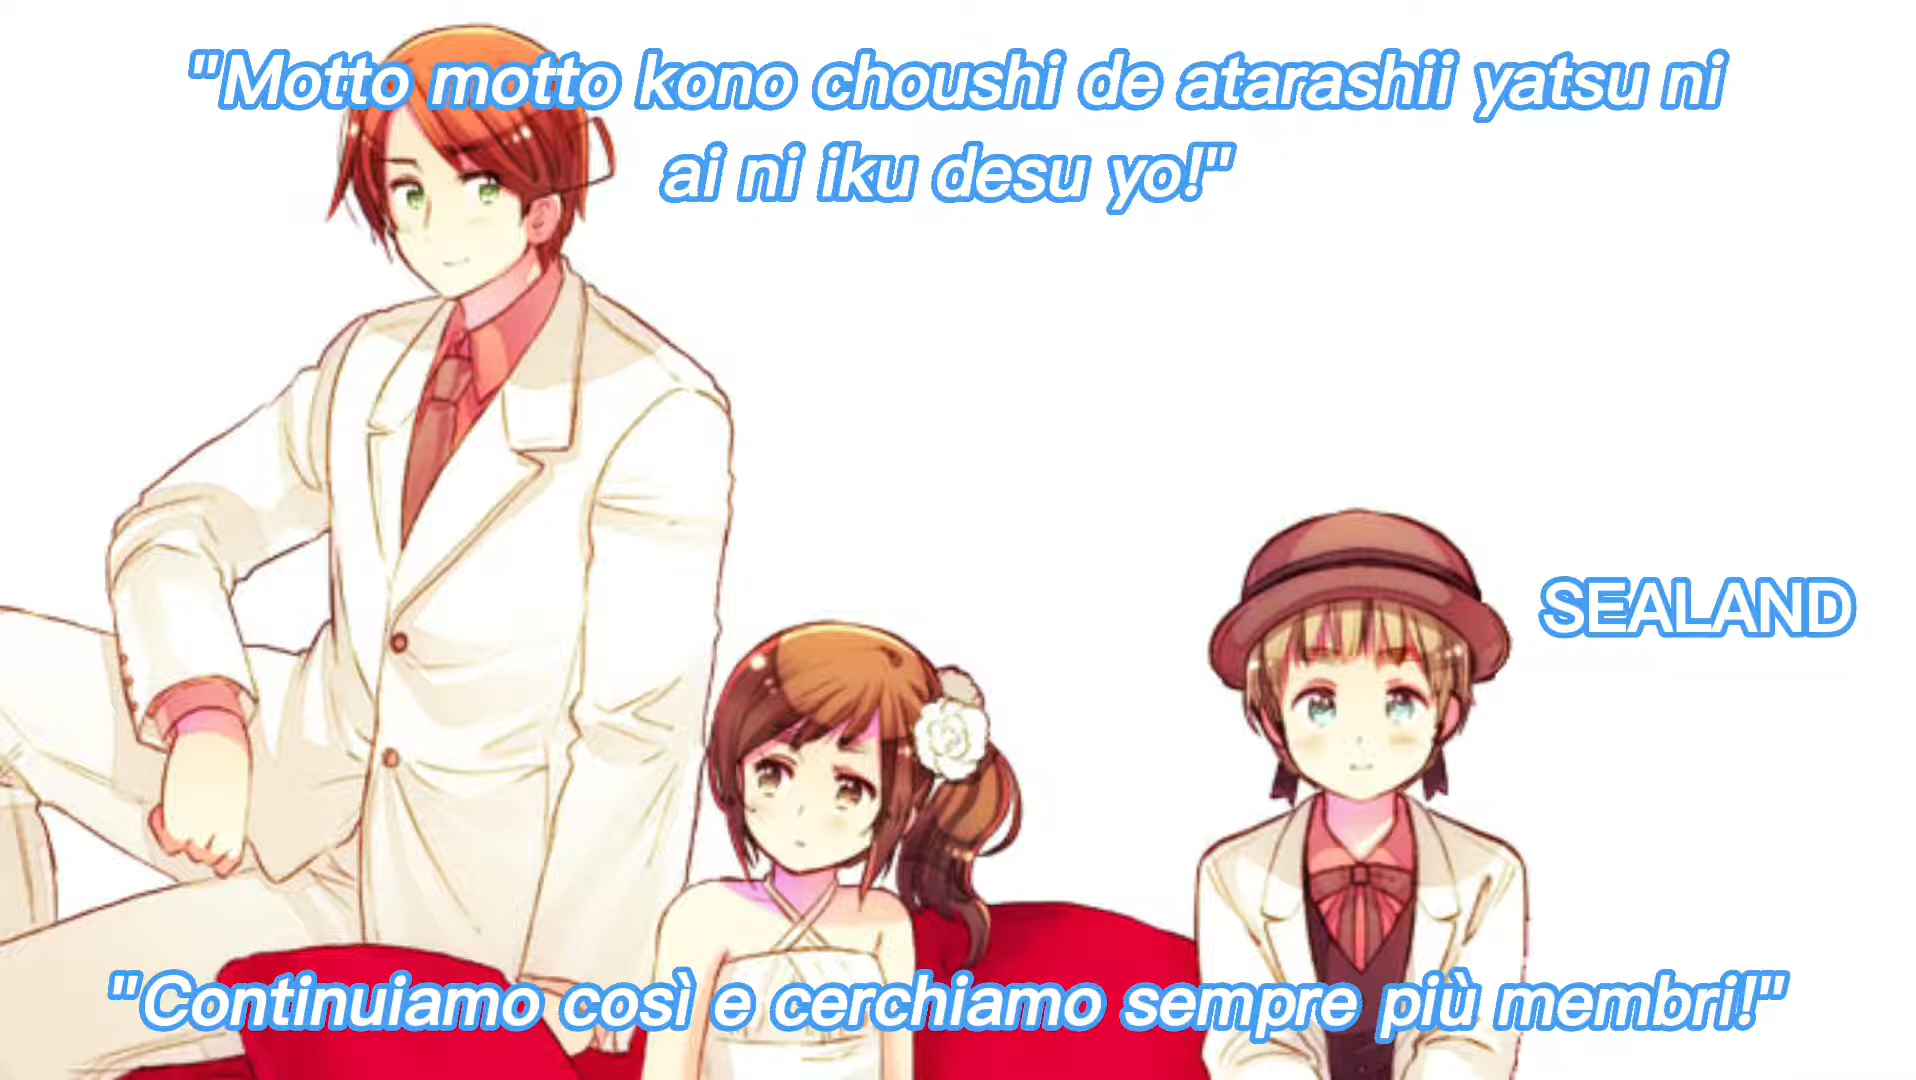 "Motto motto kono choushi de atarashii yatsu ni
ai ni iku desu yo!"
SEALAND
"Continuiamo così e cerchiamo sempre più membri!"